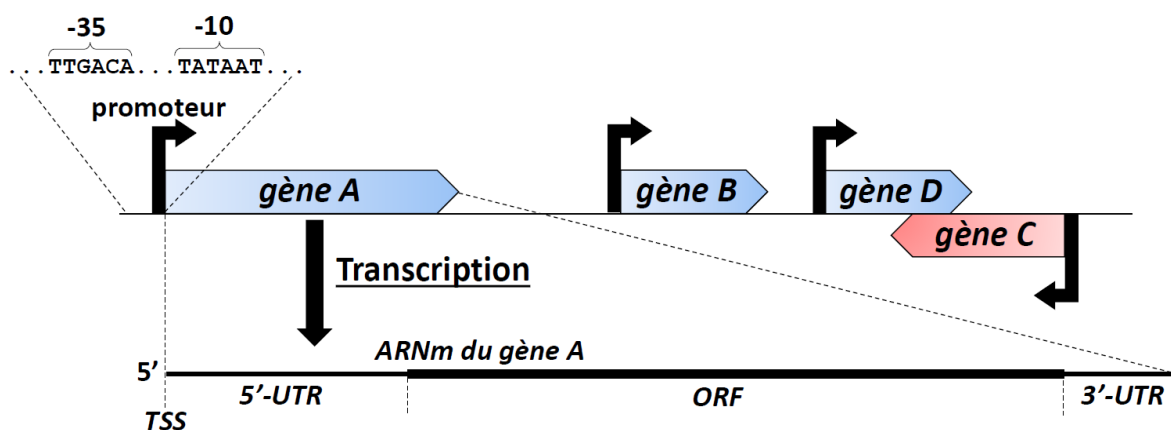 -35 -10
...TTGACA...TATAAT...
promoteur
gène A gène B gène D
gène C
Transcription
ARNm du gène A
5’
5’-UTR ORF 3’-UTR
TSS